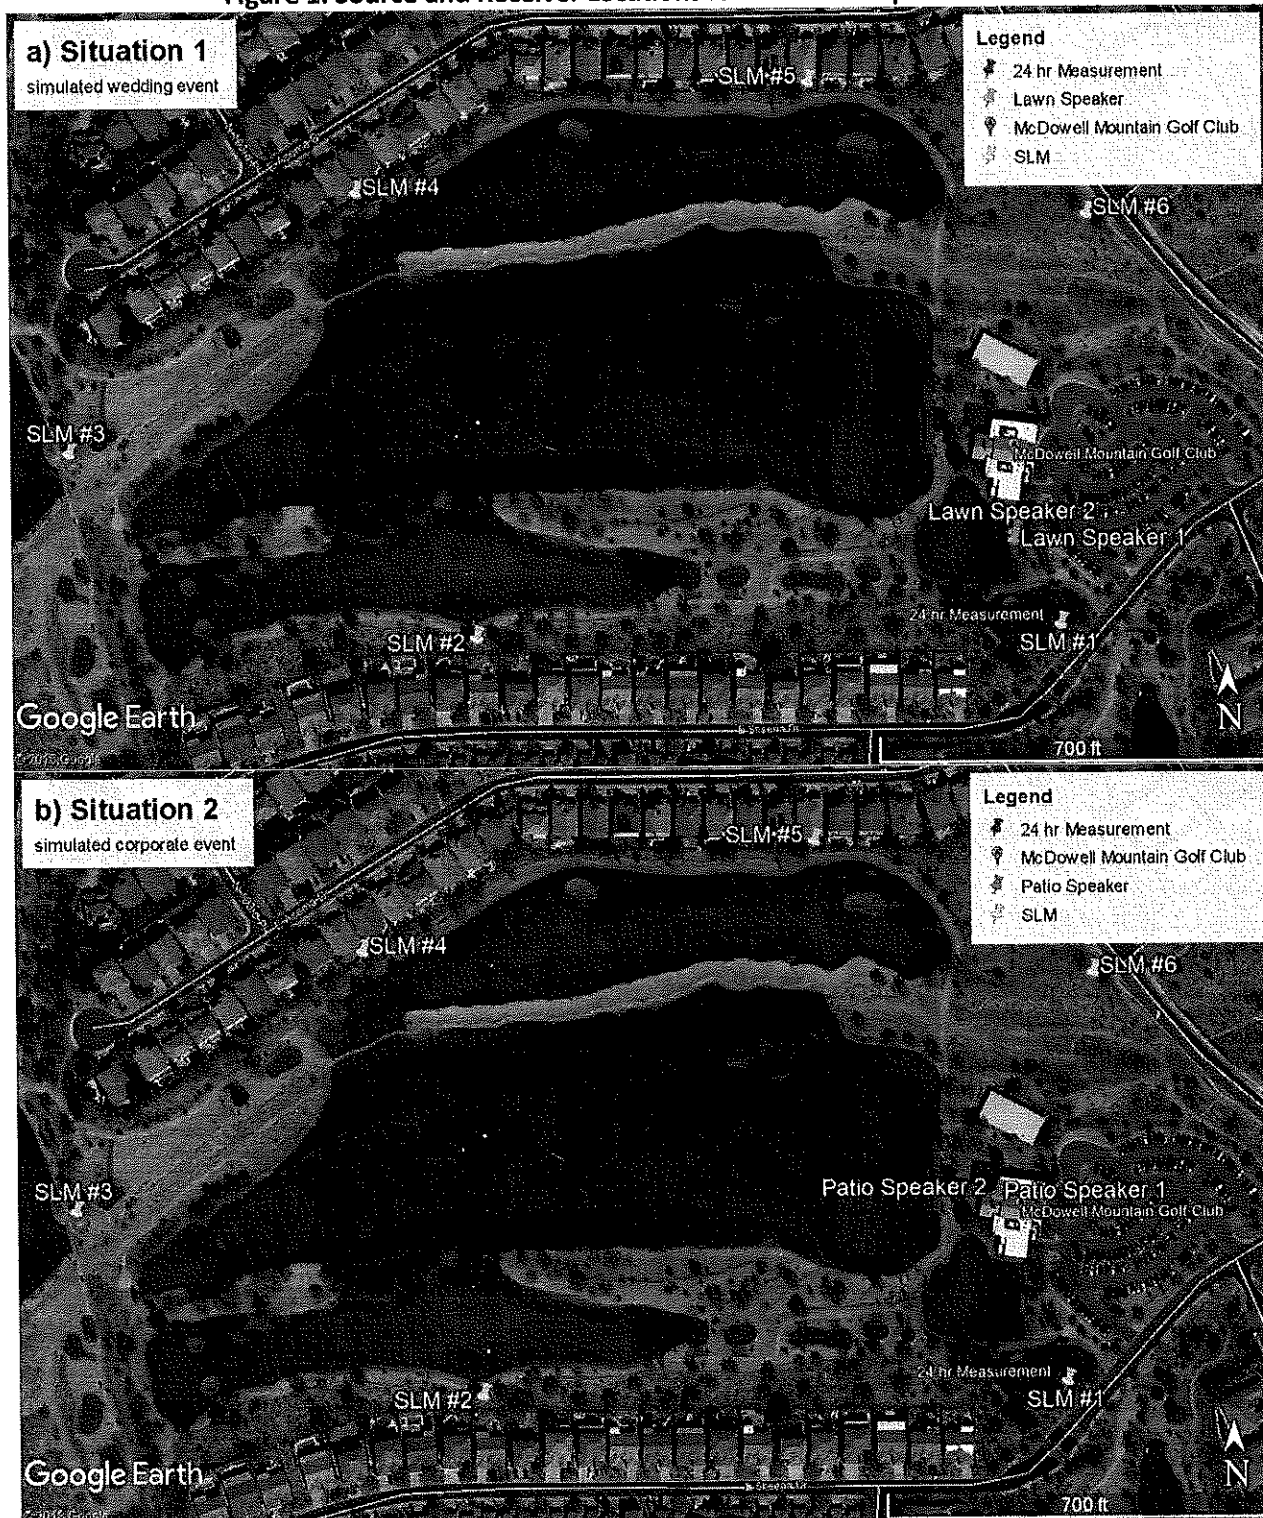 a) Situation 1
simulated wedding event
Legend
24 hr Measurement
Lawn Speaker
McDowell Mountain Golf Club
SLM
SLM #5
SLM #4
SLM #6
SLM #3
McDowell Mountain Golf Club
Lawn Speaker 2
Lawn Speaker 1
24 hr Measurement
SLM #2
SLM #1
Google Earth
N
700 ft
b) Situation 2
simulated corporate event
Legend
24 hr Measurement
McDowell Mountain Golf Club
Patio Speaker
SLM
SLM #5
SLM #4
SLM #6
SLM #3
Patio Speaker 2
Patio Speaker 1
McDowell Mountain Golf Club
24 hr Measurement
SLM #2
SLM #1
Google Earth
N
700 ft